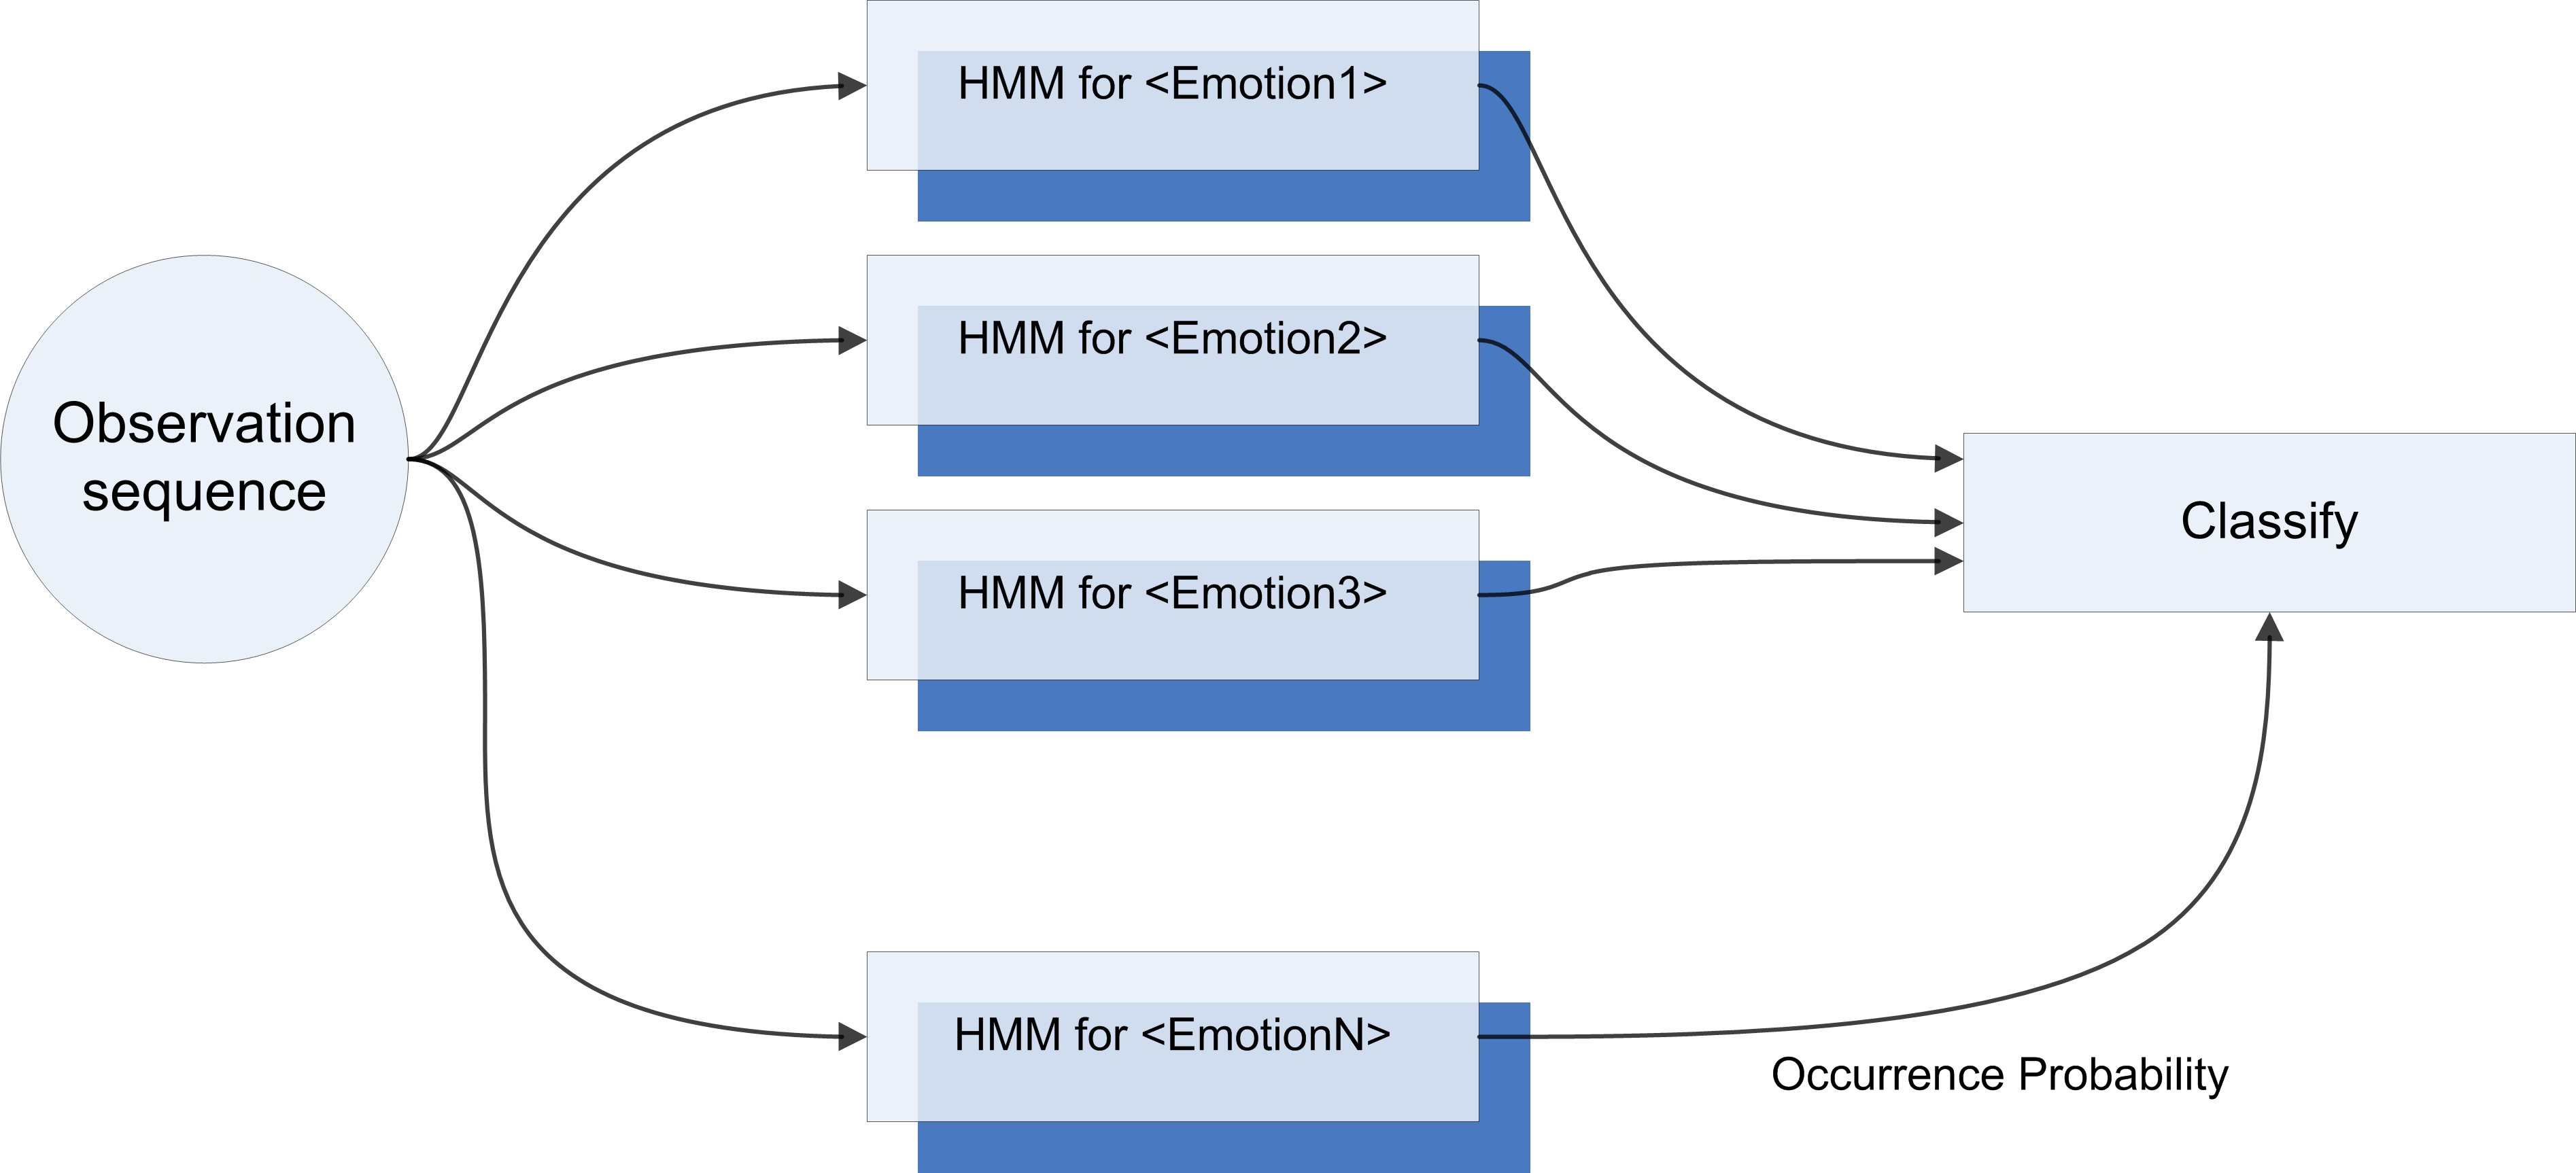 HMM for <Emotion1>
HMM for <Emotion2>
Observation
sequence
Classify
HMM for <Emotion3>
HMM for <EmotionN>
Occurrence Probability